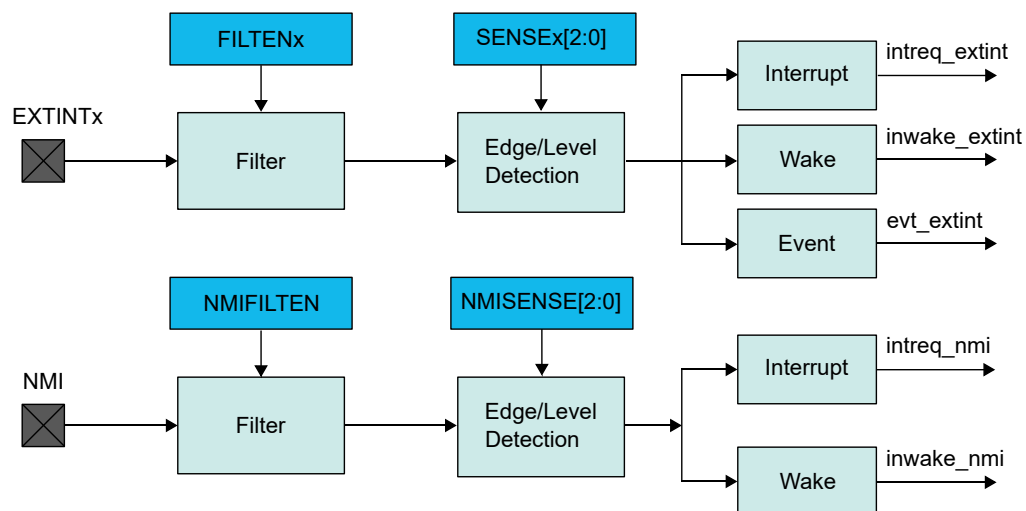 FILTENx
SENSEx[2:0]
intreq_extint
Interrupt
EXTINTx
Filter
Edge/Level
Detection
inwake_extint
Wake
evt_extint
Event
NMIFILTEN
NMISENSE[2:0]
intreq_nmi
Interrupt
NMI
Filter
Edge/Level
Detection
inwake_nmi
Wake